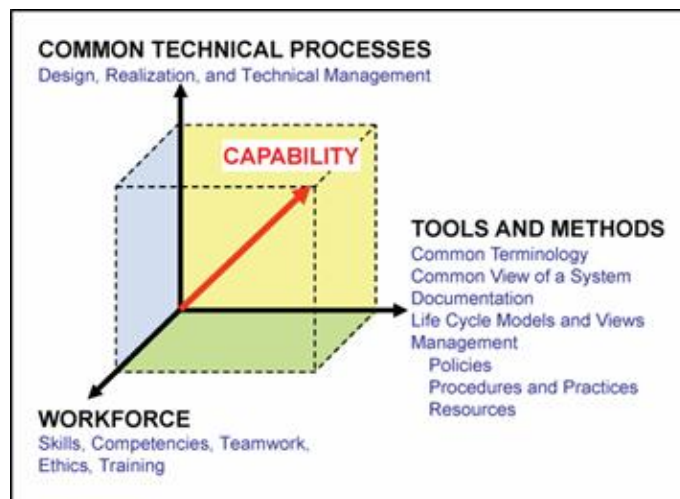 COMMON TECHNICAL PROCESSES
Design, Realization, and Technical Management
CAPABILITY
TOOLS AND METHODS
Common Terminology
Common View of a System
Documentation
Life Cycle Models and Views
Management
Policies
Procedures and Practices
Resources
WORKFORCE
Skills, Competencies, Teamwork,
Ethics, Training